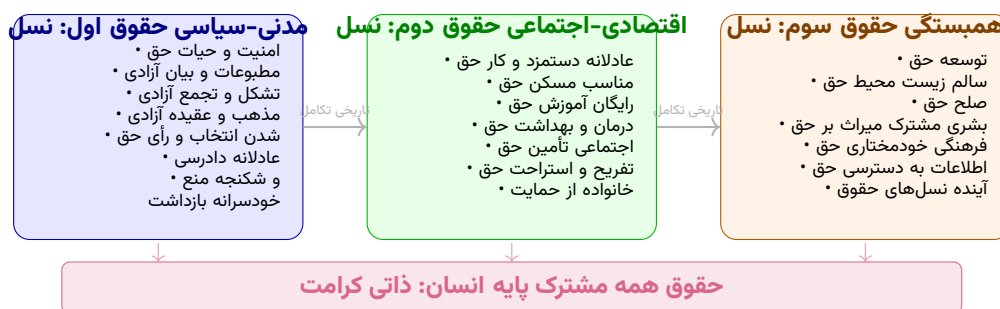 مدنی-سیاسی حقوق اول: نسل
امنیت و حیات حق •
مطبوعات و بیان آزادی •
تشکل و تجمع آزادی •
مذهب و عقیده آزادی •
شدن انتخاب و رأی حق •
عادلانه دادرسی •
و شکنجه منع •
خودسرانه بازداشت
تاریخی تکامل
اقتصادی-اجتماعی حقوق دوم: نسل
عادلانه دستمزد و کار حق •
مناسب مسکن حق •
رایگان آموزش حق •
درمان و بهداشت حق •
اجتماعی تأمین حق •
تفریح و استراحت حق •
خانواده از حمایت •
تاریخی تکامل
همبستگی حقوق سوم: نسل
توسعه حق •
سالم زیست محیط حق •
صلح حق •
بشری مشترک میراث بر حق •
فرهنگی خودمختاری حق •
اطلاعات به دسترسی حق •
آینده نسل‌های حقوق •
حقوق همه مشترک پایه انسان: ذاتی کرامت